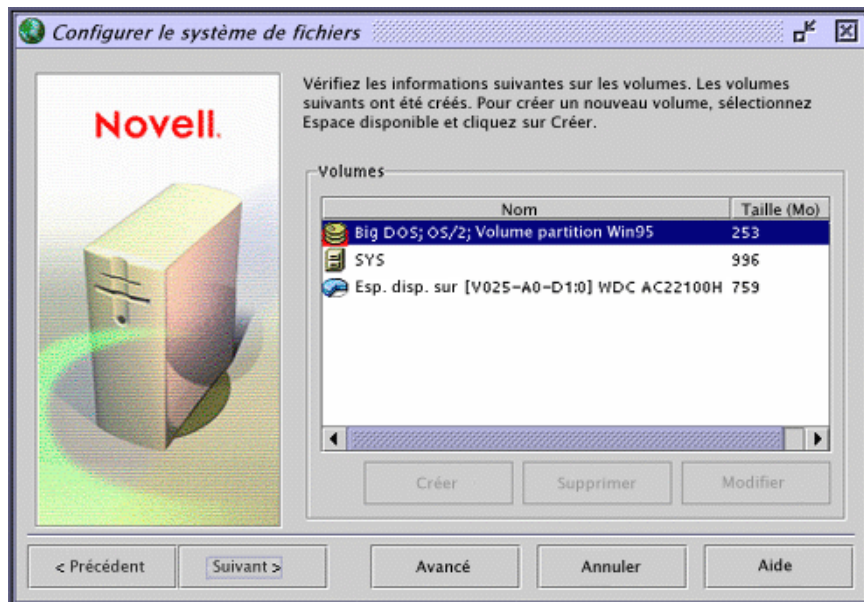 Configurer le système de fichiers
Novell.
Vérifiez les informations suivantes sur les volumes. Les volumes
suivants ont été créés. Pour créer un nouveau volume, sélectionnez
Espace disponible et cliquez sur Créer.
Volumes
Nom Taille (Mo)
Big DOS; OS/2; Volume partition Win95 253
SYS 996
Esp. disp. sur [V025-A0-D1:0] WDC AC22100H 759
Créer Supprimer Modifier
< Précédent Suivant > Avancé Annuler Aide